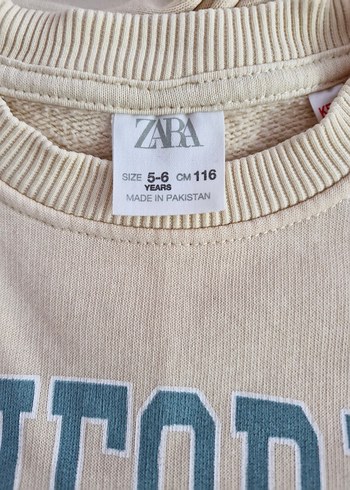 ZARA
SIZE 5-6 CM 116
YEARS
MADE IN PAKISTAN